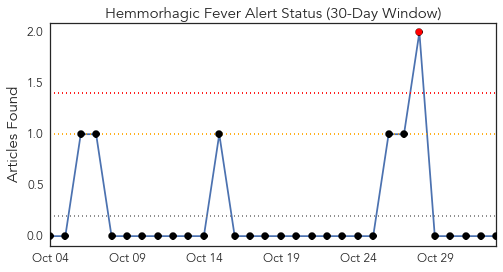 Hemmorhagic Fever Alert Status (30-Day Window)
Articles Found
2.0
1.5
1.0
0.5
0.0
Oct 04 Oct 09 Oct 14 Oct 19 Oct 24 Oct 29